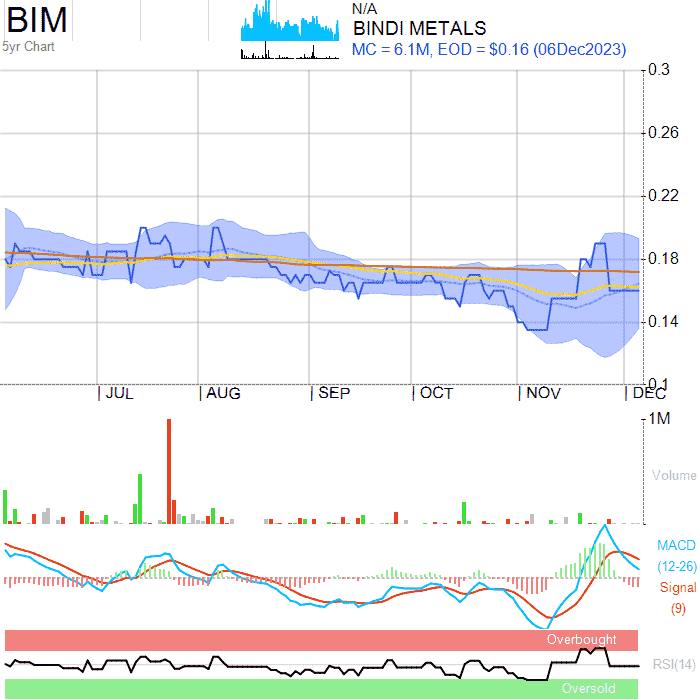 BIM
5yr Chart
N/A
BINDI METALS
MC = 6.1M, EOD = $0.16 (06Dec2023)
0.3
0.26
0.22
0.18
0.14
0.1
JUL AUG SEP OCT NOV DEC
1M
Volume
MACD
(12-26)
Signal
(9)
Overbought
RSI(14)
Oversold